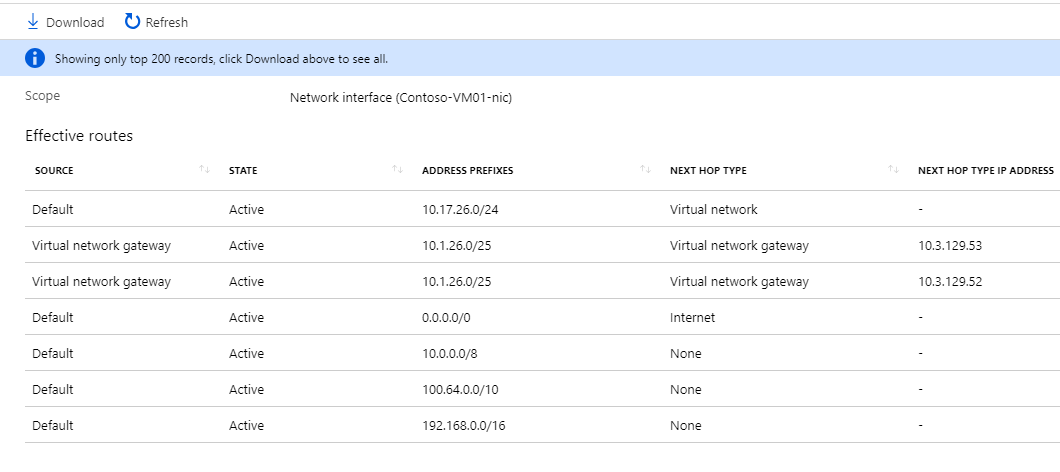 Download Refresh
Showing only top 200 records, click Download above to see all.
Scope Network interface (Contoso-VM01-nic)
Effective routes
SOURCE STATE ADDRESS PREFIXES NEXT HOP TYPE NEXT HOP TYPE IP ADDRESS
Default Active 10.17.26.0/24 Virtual network -
Virtual network gateway Active 10.1.26.0/25 Virtual network gateway 10.3.129.53
Virtual network gateway Active 10.1.26.0/25 Virtual network gateway 10.3.129.52
Default Active 0.0.0.0/0 Internet -
Default Active 10.0.0.0/8 None -
Default Active 100.64.0.0/10 None -
Default Active 192.168.0.0/16 None -